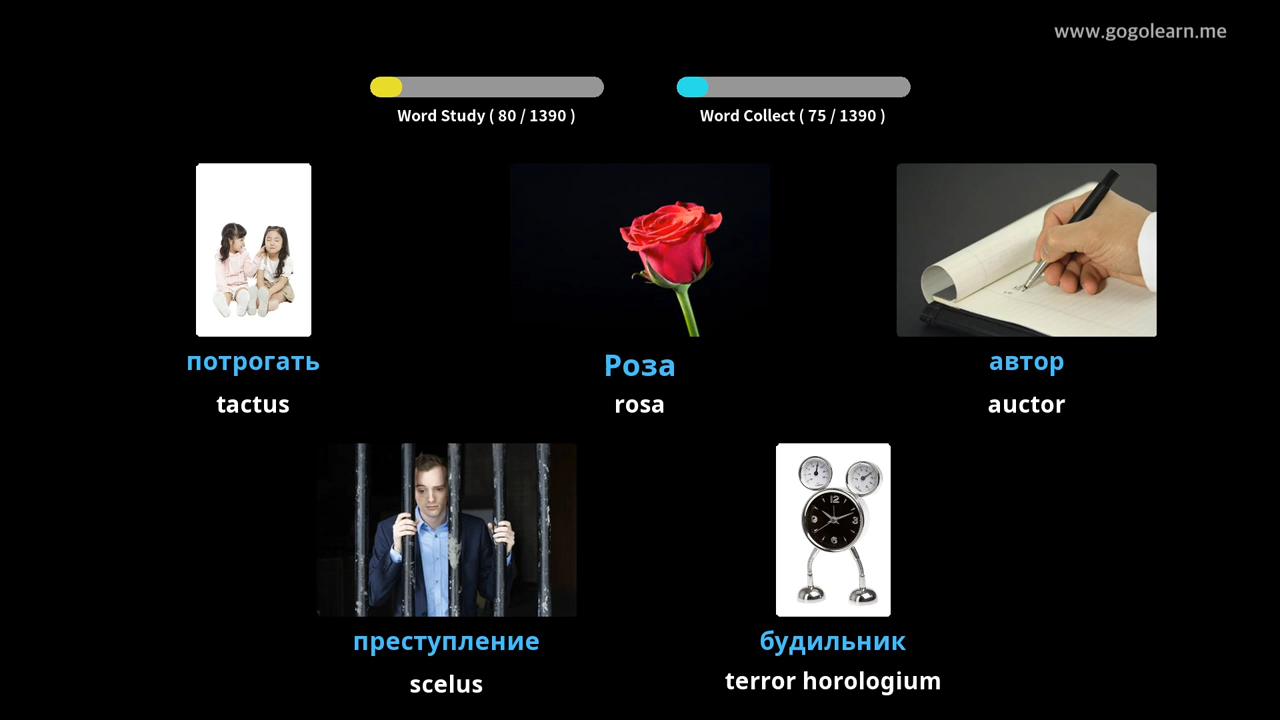 www.gogolearn.me
Word Study ( 80 / 1390 )
Word Collect ( 75 / 1390 )
потрогать
tactus
Роза
rosa
автор
auctor
преступление
scelus
будильник
terror horologium